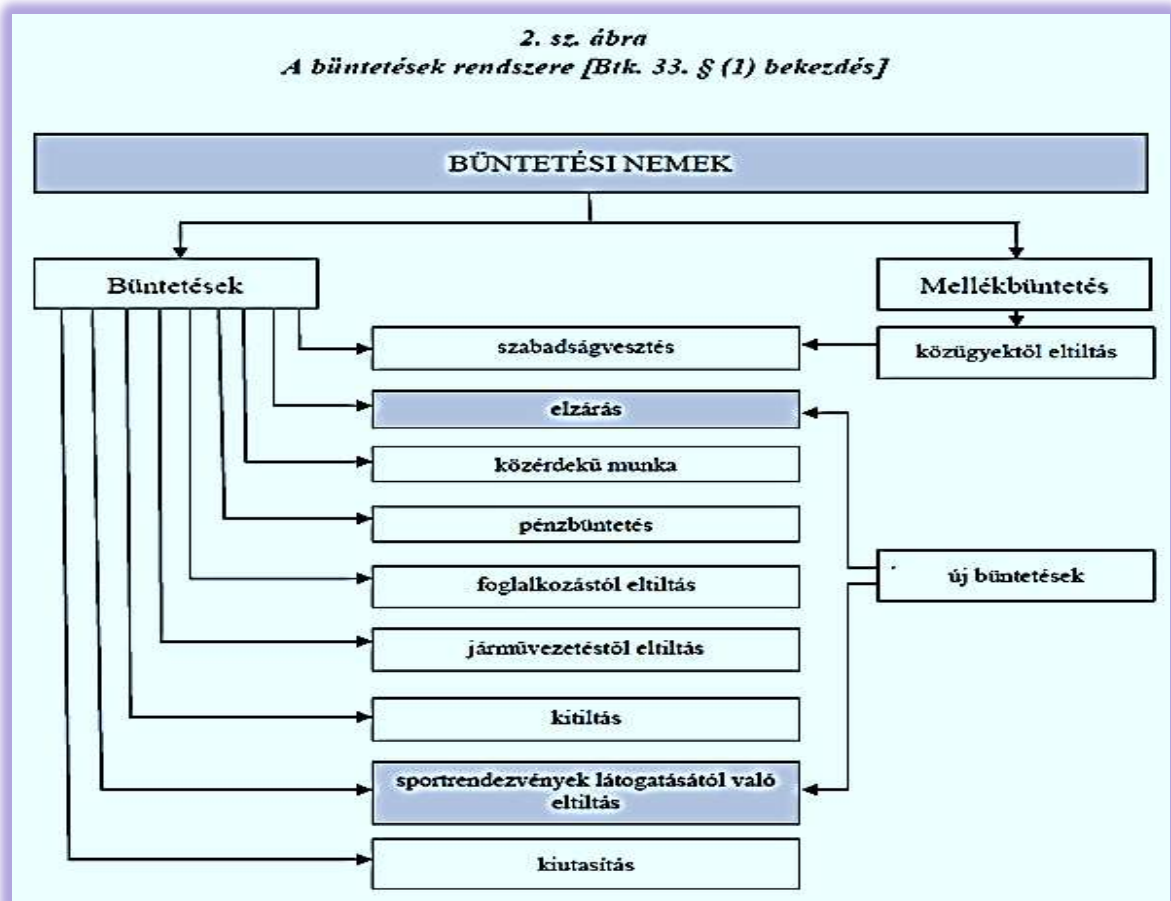 2. sz. ábra
A büntetések rendszere [Btk. 33. § (1) bekezdés]
BÜNTETÉSI NEMEK
Büntetések
Mellékbüntetés
szabadságvesztés
közügyektől eltiltás
elzárás
közérdekű munka
pénzbüntetés
foglalkozástól eltiltás
új büntetések
járművezetéstől eltiltás
kitiltás
sportrendezvények látogatásától való
eltiltás
kiutasítás